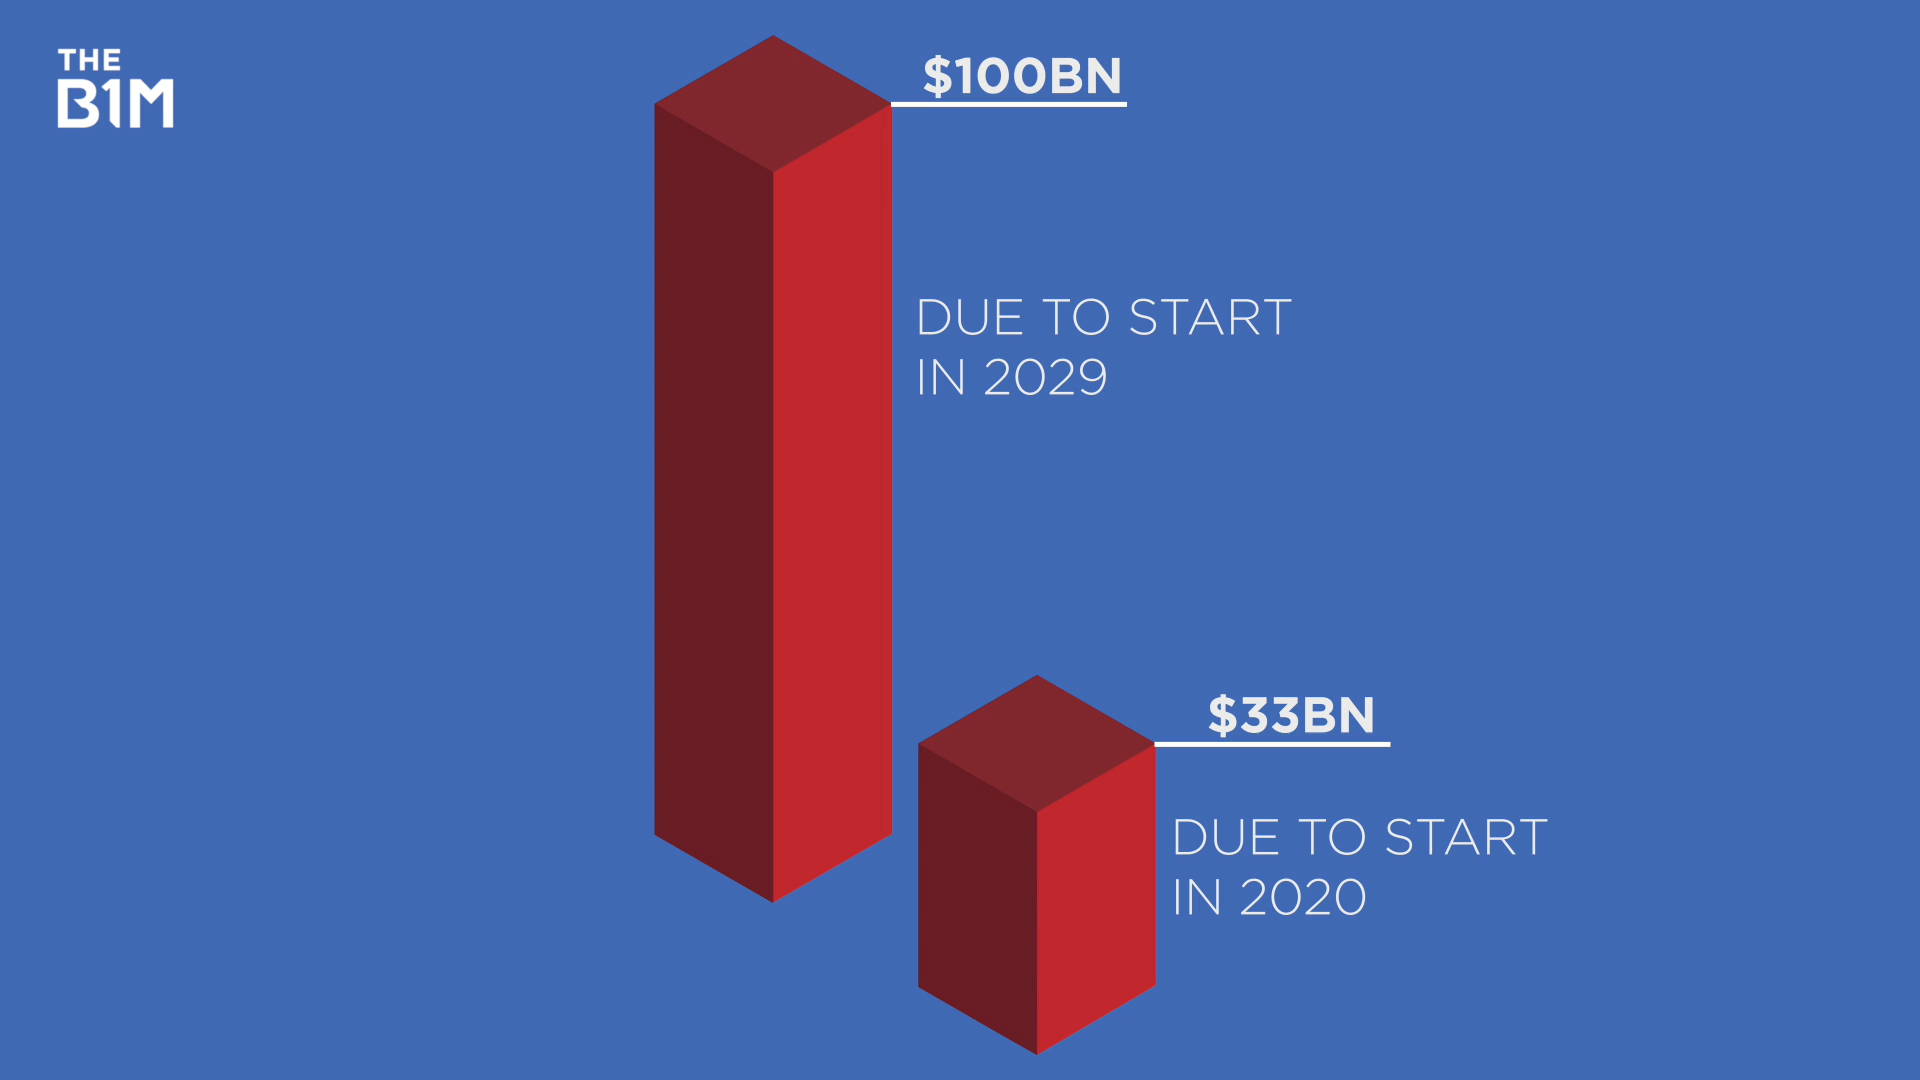 THE
B1M
$100BN
DUE TO START
IN 2029
$33BN
DUE TO START
IN 2020